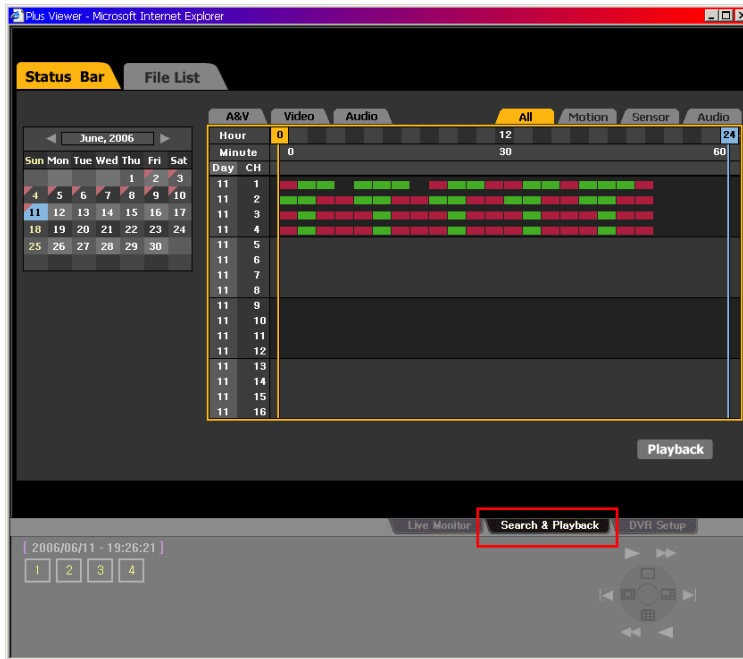 Plus Viewer - Microsoft Internet Explorer
Status Bar
File List
A&V Video Audio All Motion Sensor Audio
June, 2006
Hour 0 12 24
Minute 0 30 60
Day CH
Sun Mon Tue Wed Thu Fri Sat
1 2 3
4 5 6 7 8 9 10
11 12 13 14 15 16 17
18 19 20 21 22 23 24
25 26 27 28 29 30
11 1
11 2
11 3
11 4
11 5
11 6
11 7
11 8
11 9
11 10
11 11
11 12
11 13
11 14
11 15
11 16
Playback
Live Monitor Search & Playback DVR Setup
[ 2006/06/11 - 19:26:21 ]
1 2 3 4